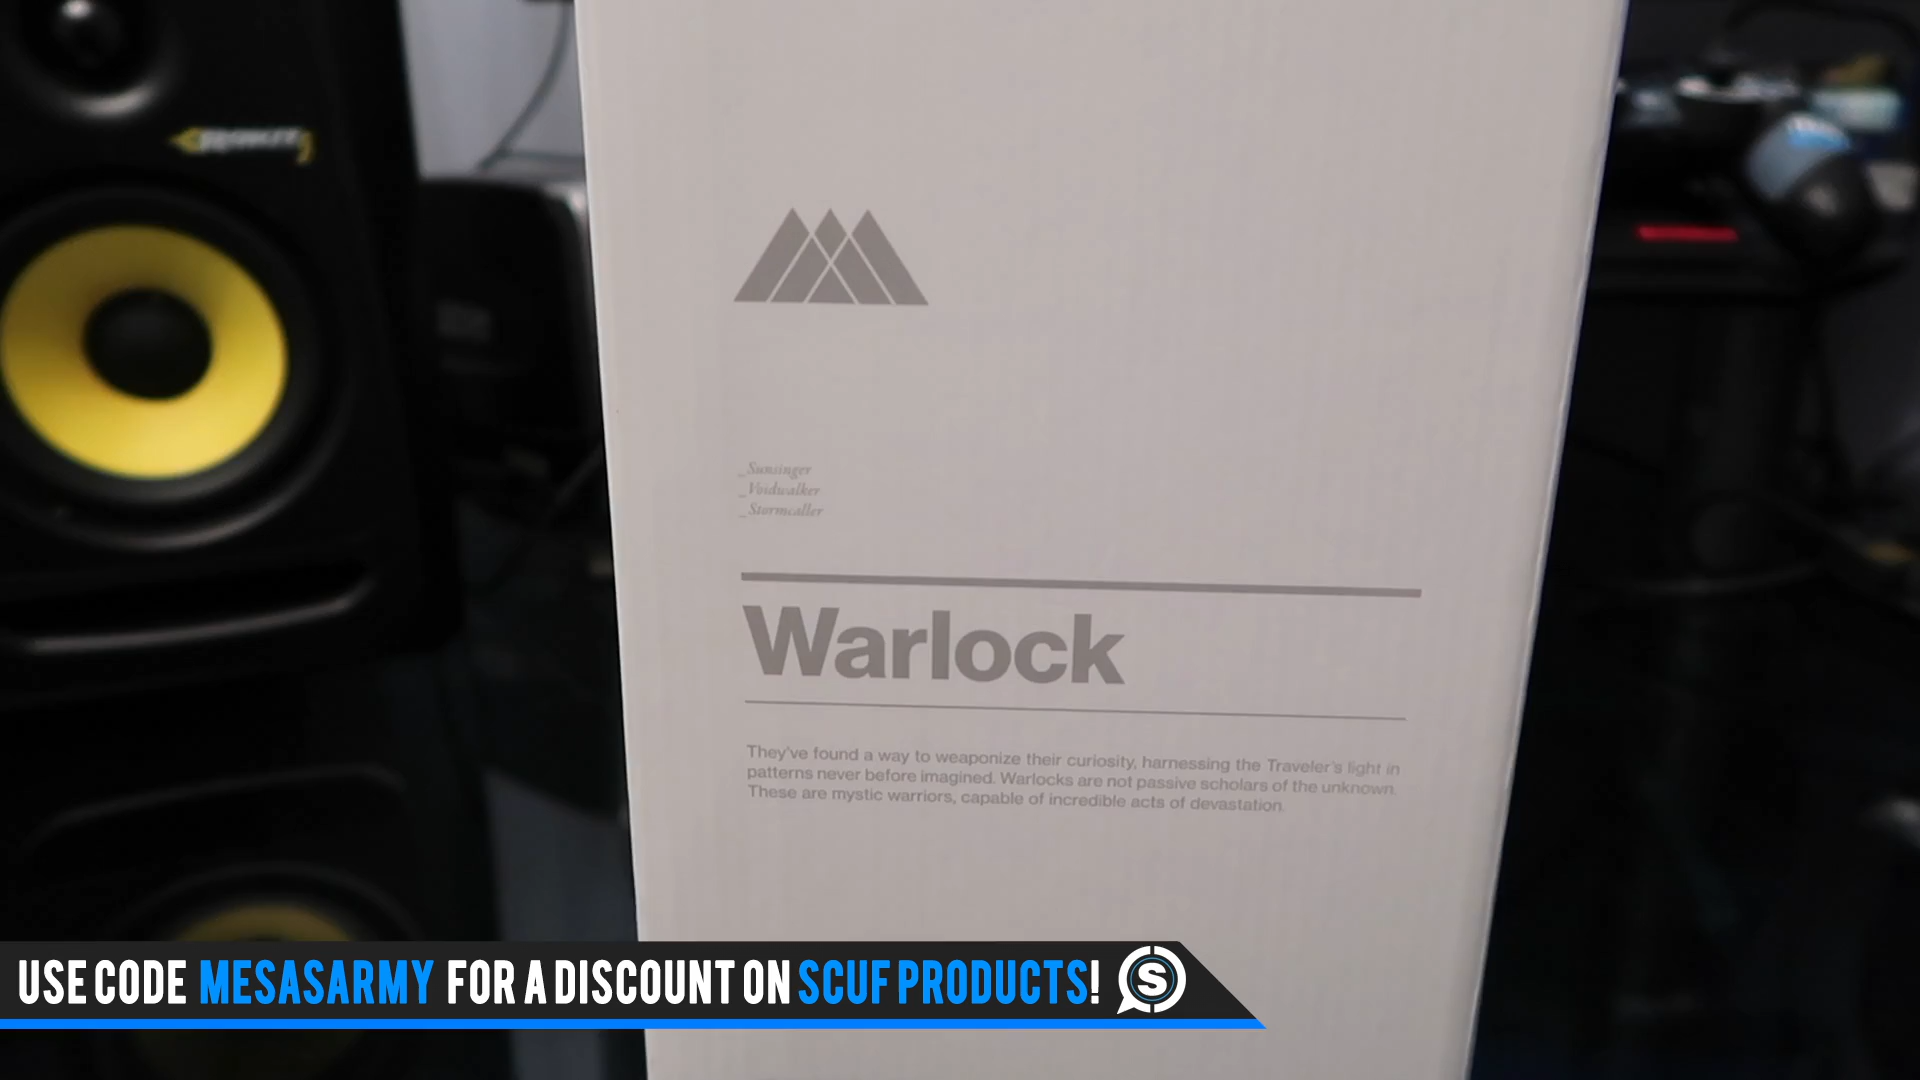 _Sunsinger
_Voidwalker
_Stormcaller
Warlock
They've found a way to weaponize their curiosity, harnessing the Traveler's light in
patterns never before imagined. Warlocks are not passive scholars of the unknown.
These are mystic warriors, capable of incredible acts of devastation.
USE CODE MESASARMY FOR A DISCOUNT ON SCUF PRODUCTS!
S